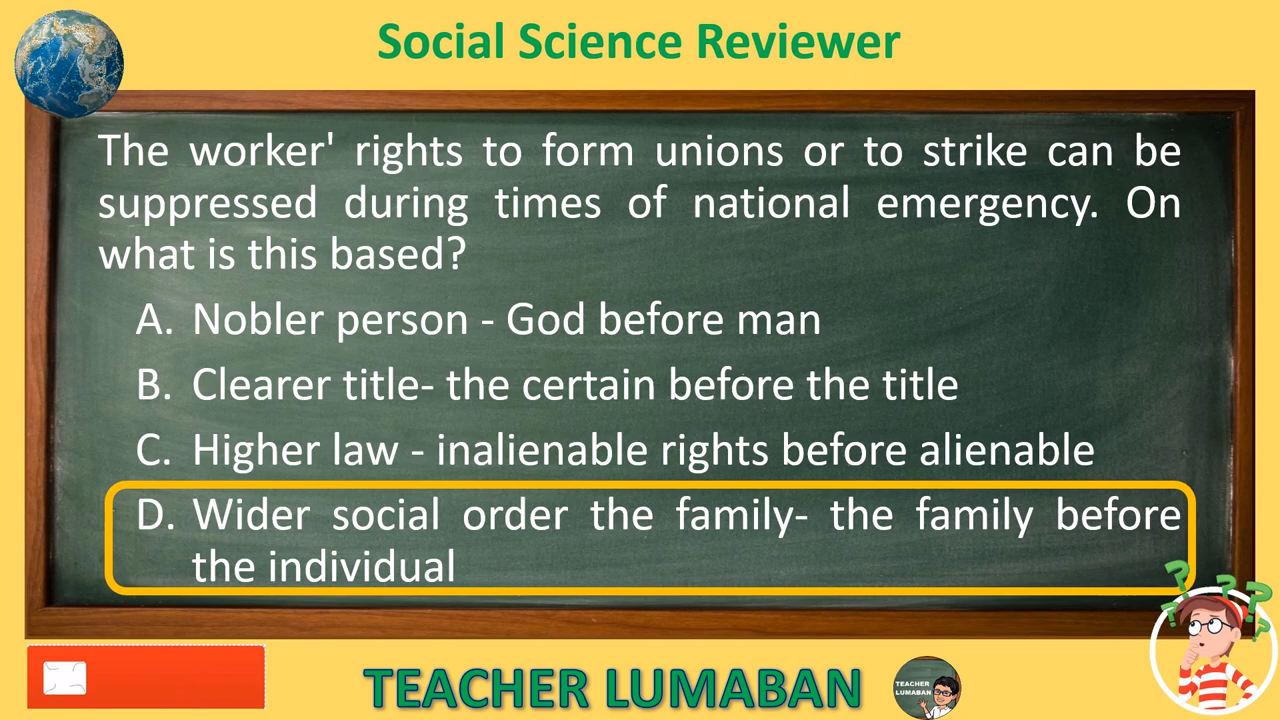 Social Science Reviewer
The worker' rights to form unions or to strike can be
suppressed during times of national emergency. On
what is this based?
A. Nobler person - God before man
B. Clearer title- the certain before the title
C. Higher law - inalienable rights before alienable
D. Wider social order the family- the family before
the individual
TEACHER LUMABAN
TEACHER
LUMABAN